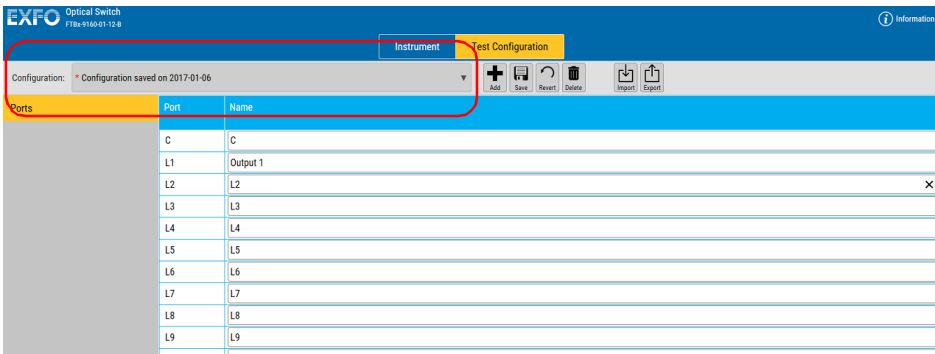 EXFO Optical Switch
FTBx-9160-01-12-B
Information
Instrument Test Configuration
Configuration: * Configuration saved on 2017-01-06
Add Save Revert Delete Import Export
Ports Port Name
C C
L1 Output 1
L2 L2
L3 L3
L4 L4
L5 L5
L6 L6
L7 L7
L8 L8
L9 L9